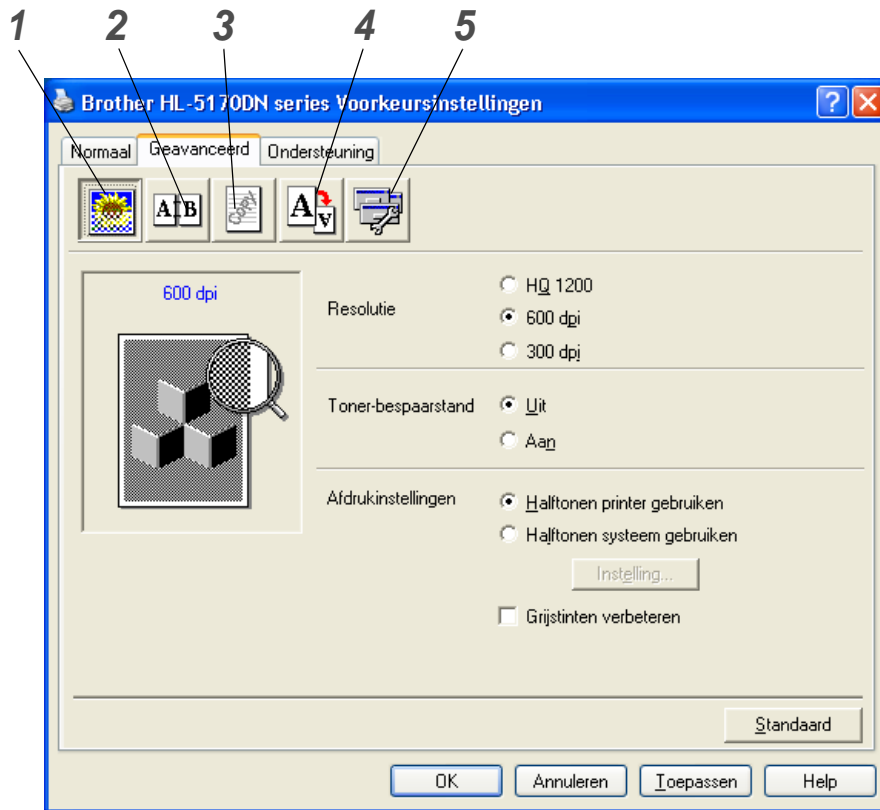 1 2 3 4 5
Brother HL-5170DN series Voorkeursinstellingen
Normaal Geavanceerd Ondersteuning
A B Copy A A
600 dpi
Resolutie
HQ 1200
600 dpi
300 dpi
Toner-bespaarstand
Uit
Aan
Afdrukinstellingen
Halftonen printer gebruiken
Halftonen systeem gebruiken
Instelling...
Grijstinten verbeteren
Standaard
OK Annuleren Toepassen Help